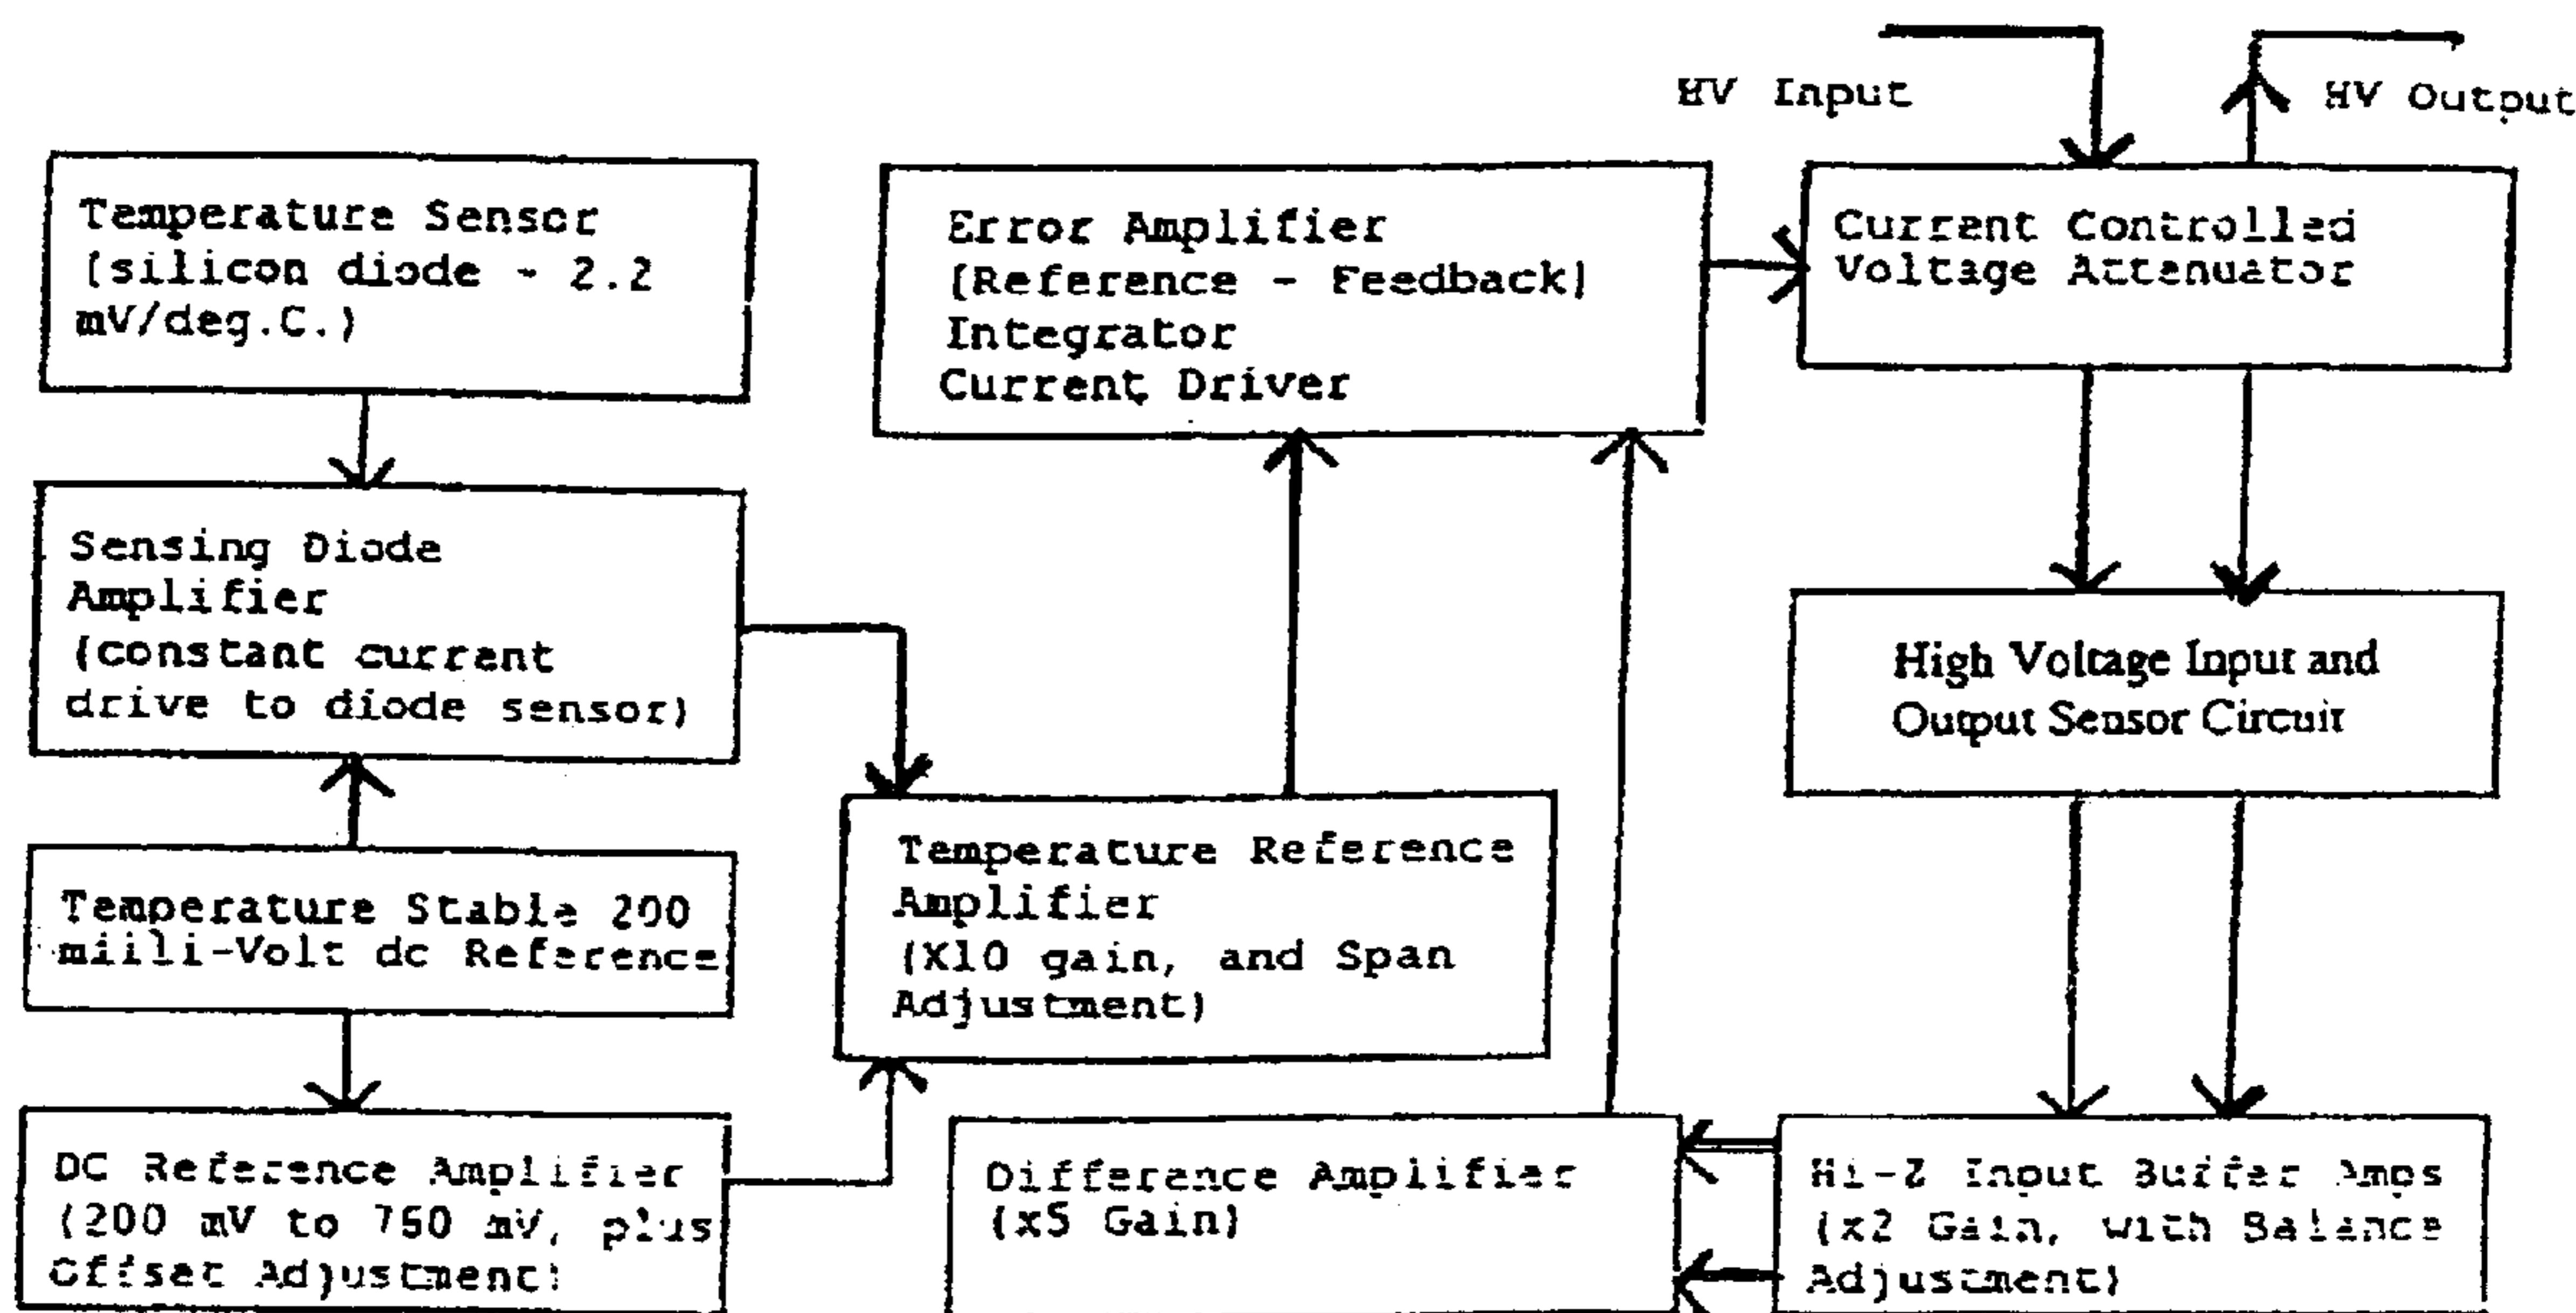 HV Input
HV Output
Temperature Sensor
(silicon diode - 2.2
mV/deg.C.)
Error Amplifier
(Reference - Feedback)
Integrator
Current Driver
Current Controlled
Voltage Attenuator
Sensing Diode
Amplifier
(constant current
drive to diode sensor)
High Voltage Input and
Output Sensor Circuit
Temperature Stable 200
miili-Volt dc Reference
Temperature Reference
Amplifier
(X10 gain, and Span
Adjustment)
DC Reference Amplifier
(200 mV to 750 mV, plus
Offset Adjustment)
Difference Amplifier
(x5 Gain)
Hi-Z Input Buffer Amps
(x2 Gain, with Balance
Adjustment)